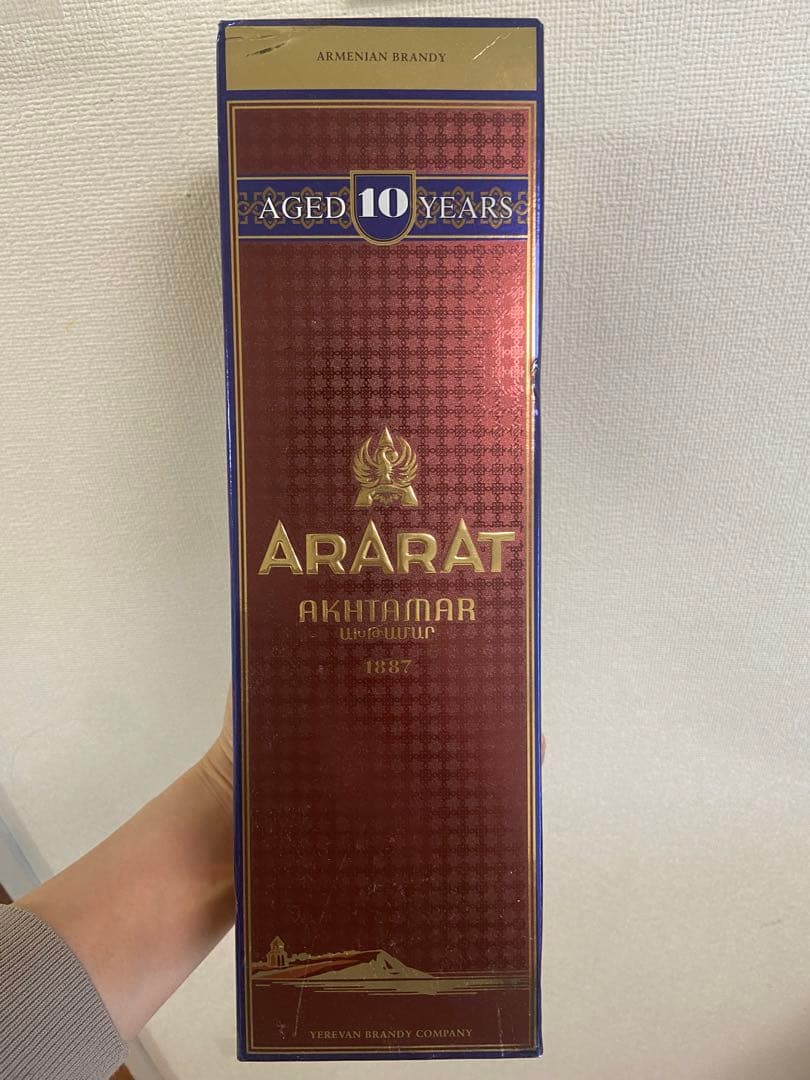 ARMENIAN BRANDY
AGED 10 YEARS
ARARAT
AKHTAMAR
ԱԽԹԱՄԱՐ
1887
YEREVAN BRANDY COMPANY